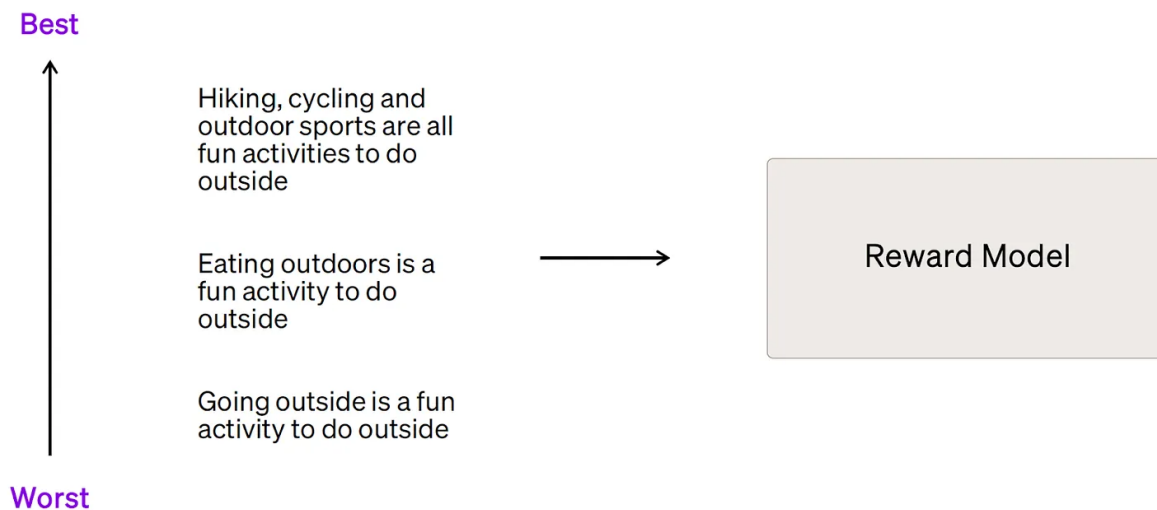 Best
Hiking, cycling and
outdoor sports are all
fun activities to do
outside
Eating outdoors is a
fun activity to do
outside
Going outside is a fun
activity to do outside
Worst
Reward Model